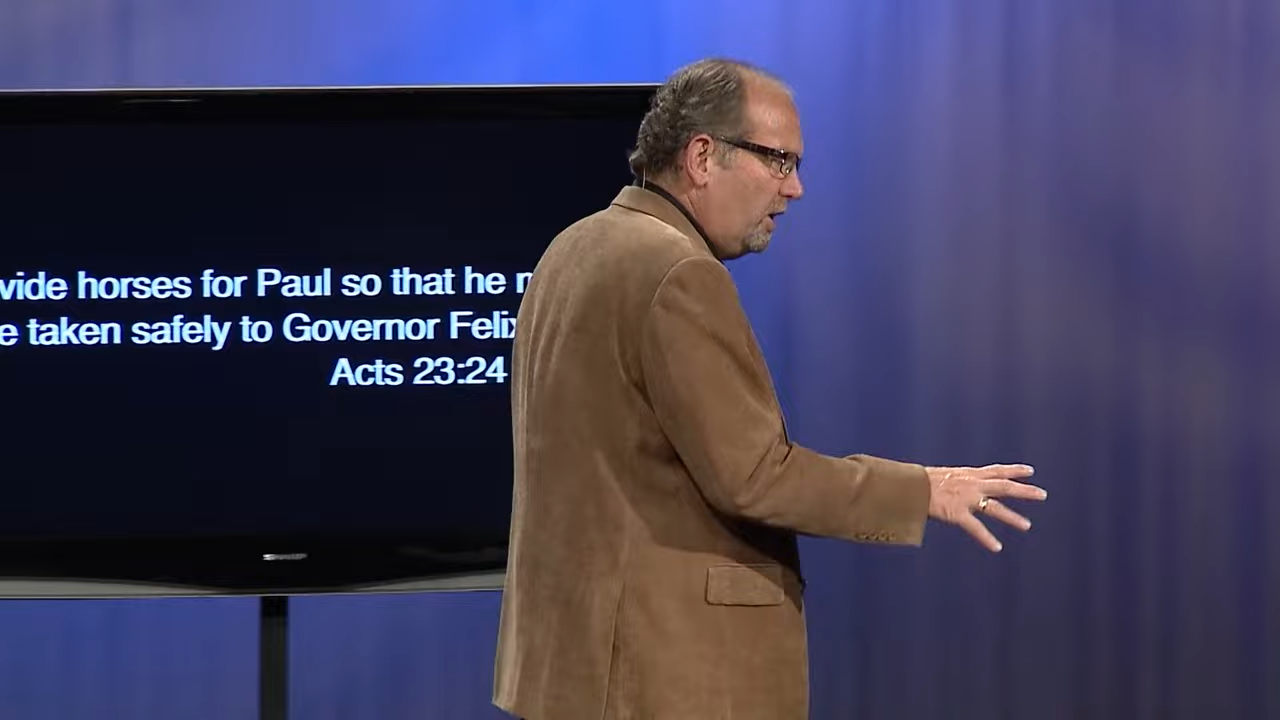 vide horses for Paul so that he
e taken safely to Governor Felix
Acts 23:24